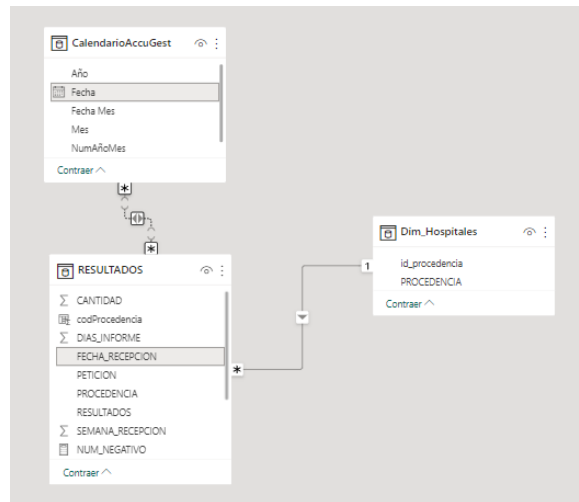 CalendarioAccuGest
Año
Fecha
Fecha Mes
Mes
NumAñoMes
Contraer
*
*
RESULTADOS
CANTIDAD
codProcedencia
DIAS_INFORME
FECHA_RECEPCION
PETICION
PROCEDENCIA
RESULTADOS
SEMANA_RECEPCION
NUM_NEGATIVO
Contraer
*
1
Dim_Hospitales
id_procedencia
PROCEDENCIA
Contraer